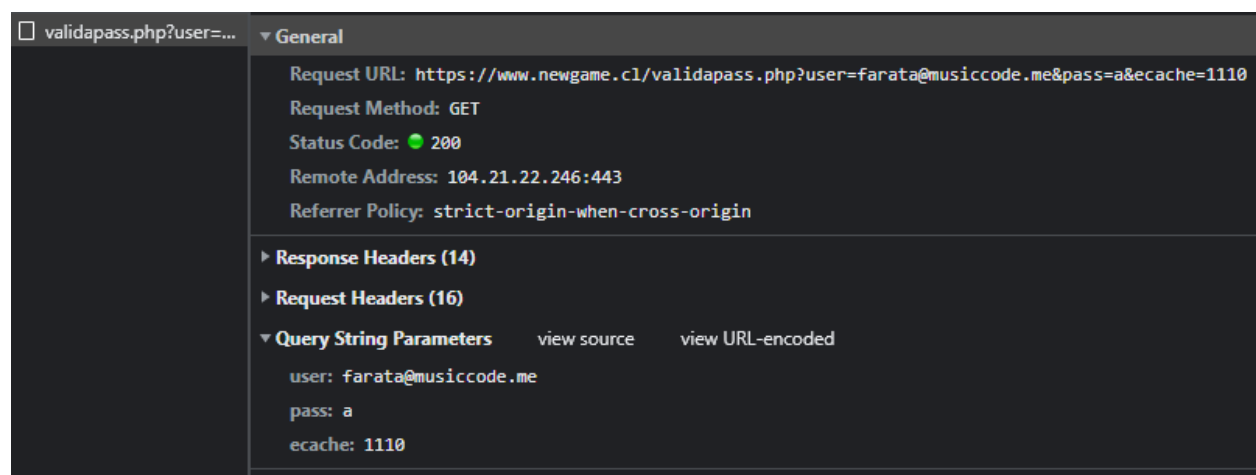 validapass.php?user=...
General
Request URL: https://www.newgame.cl/validapass.php?user=farata@musiccode.me&pass=a&ecache=1110
Request Method: GET
Status Code: 200
Remote Address: 104.21.22.246:443
Referrer Policy: strict-origin-when-cross-origin
Response Headers (14)
Request Headers (16)
Query String Parameters view source view URL-encoded
user: farata@musiccode.me
pass: a
ecache: 1110